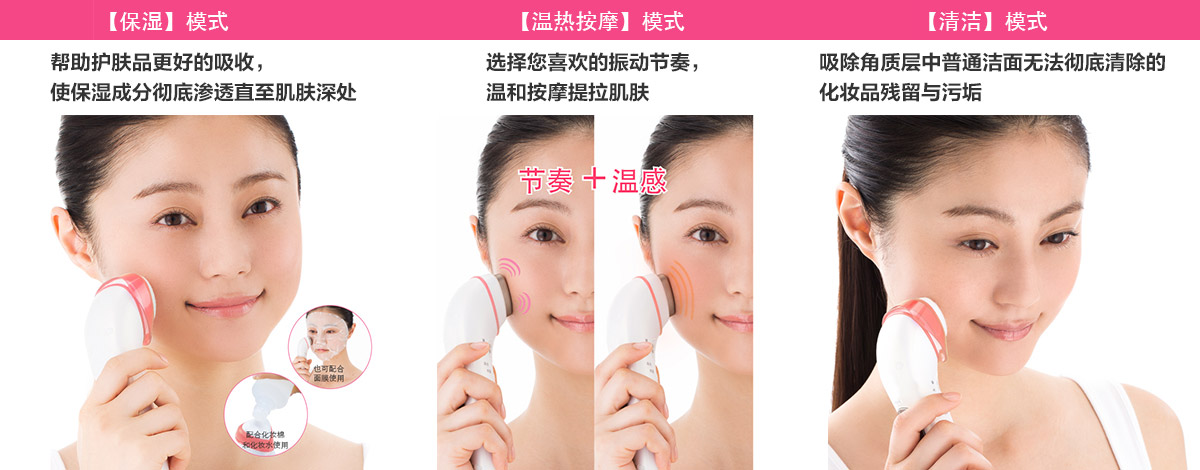 【保湿】模式
帮助护肤品更好的吸收，
使保湿成分彻底渗透直至肌肤深处
也可配合
面膜使用
配合化妆棉
和化妆水使用
【温热按摩】模式
选择您喜欢的振动节奏，
温和按摩提拉肌肤
节奏+温感
【清洁】模式
吸除角质层中普通洁面无法彻底清除的
化妆品残留与污垢